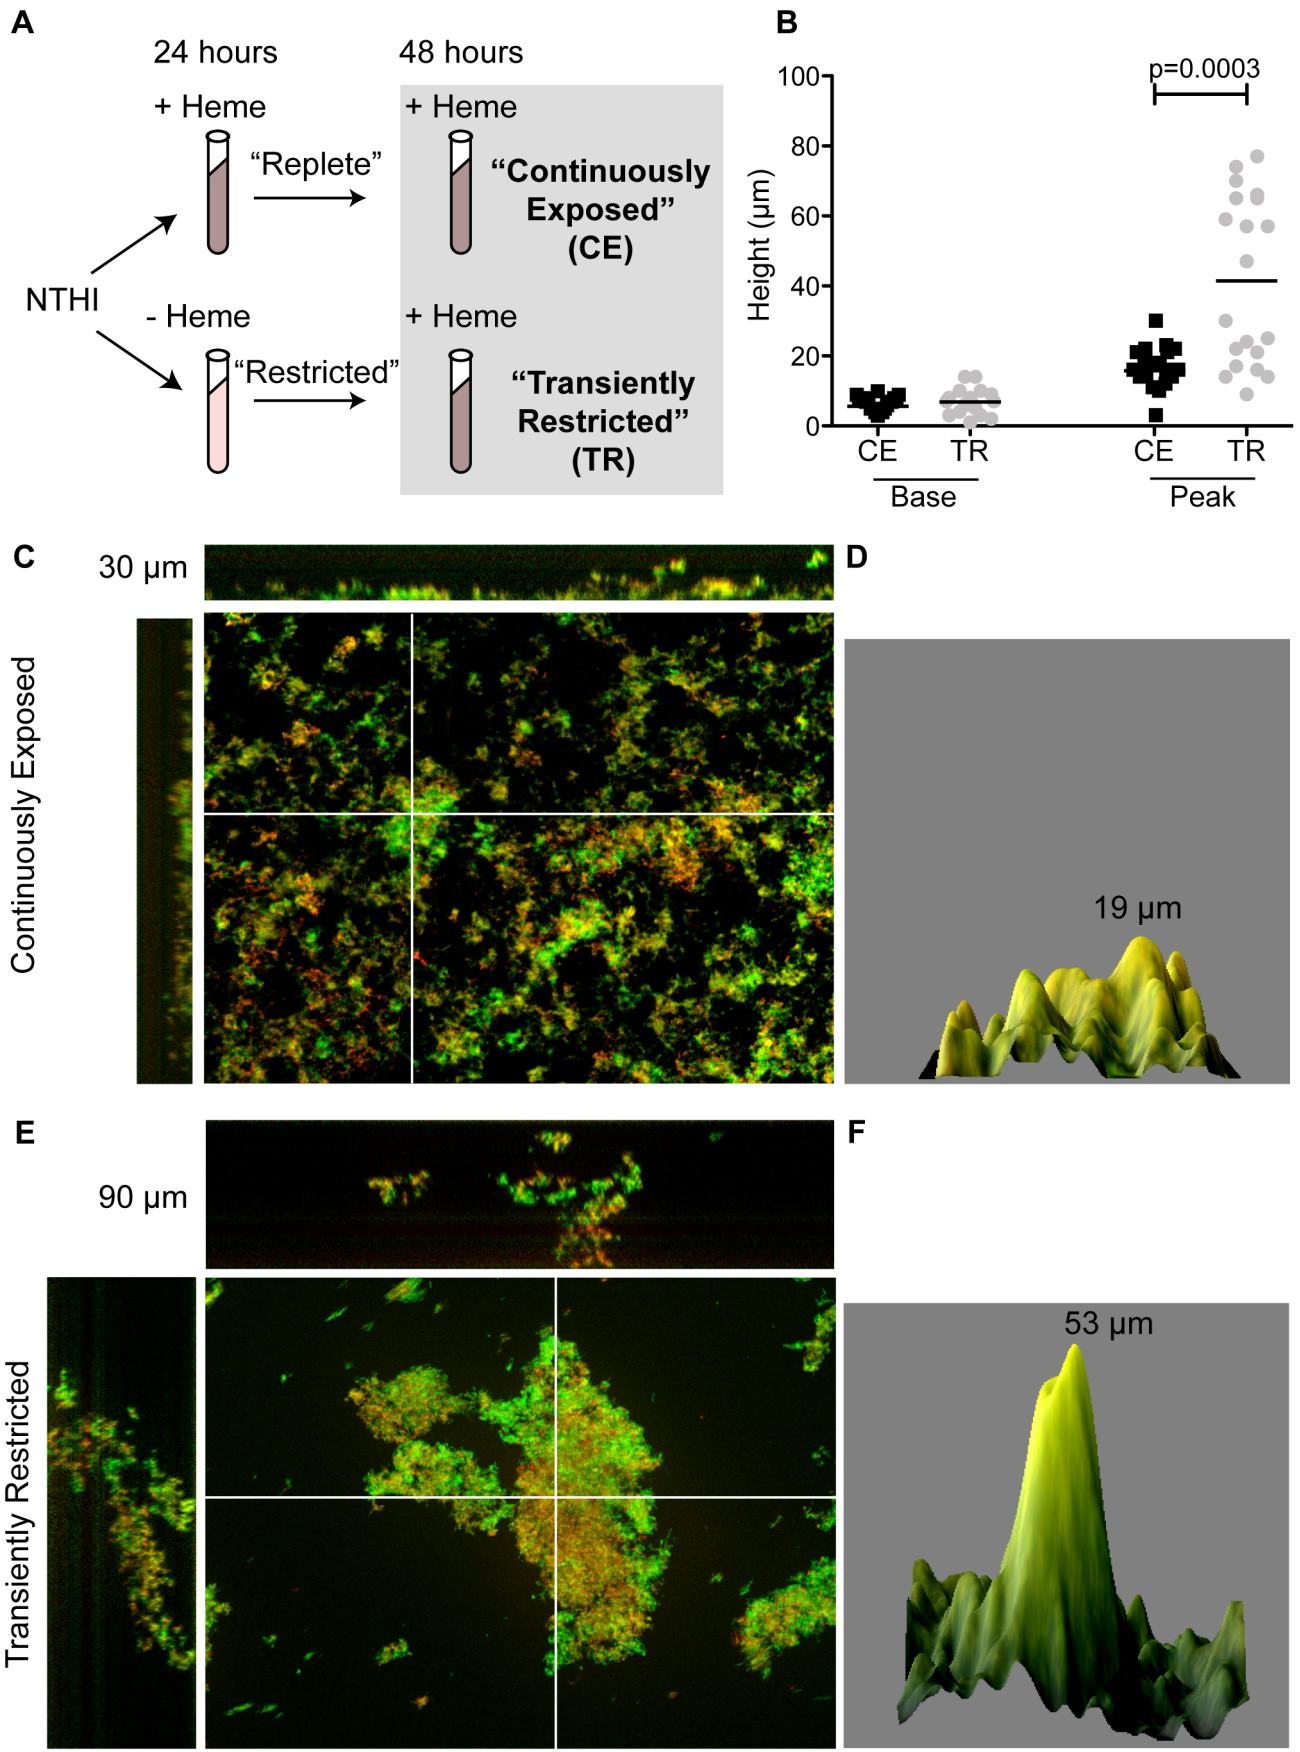 A
24 hours
48 hours
+ Heme
+ Heme
“Replete”
“Continuously
Exposed”
(CE)
NTHI
- Heme
+ Heme
“Restricted”
“Transiently
Restricted”
(TR)
B
p=0.0003
Height (µm)
100
80
60
40
20
0
CE
TR
CE
TR
Base
Peak
C
30 µm
Continuously Exposed
D
19 µm
E
90 µm
Transiently Restricted
F
53 µm